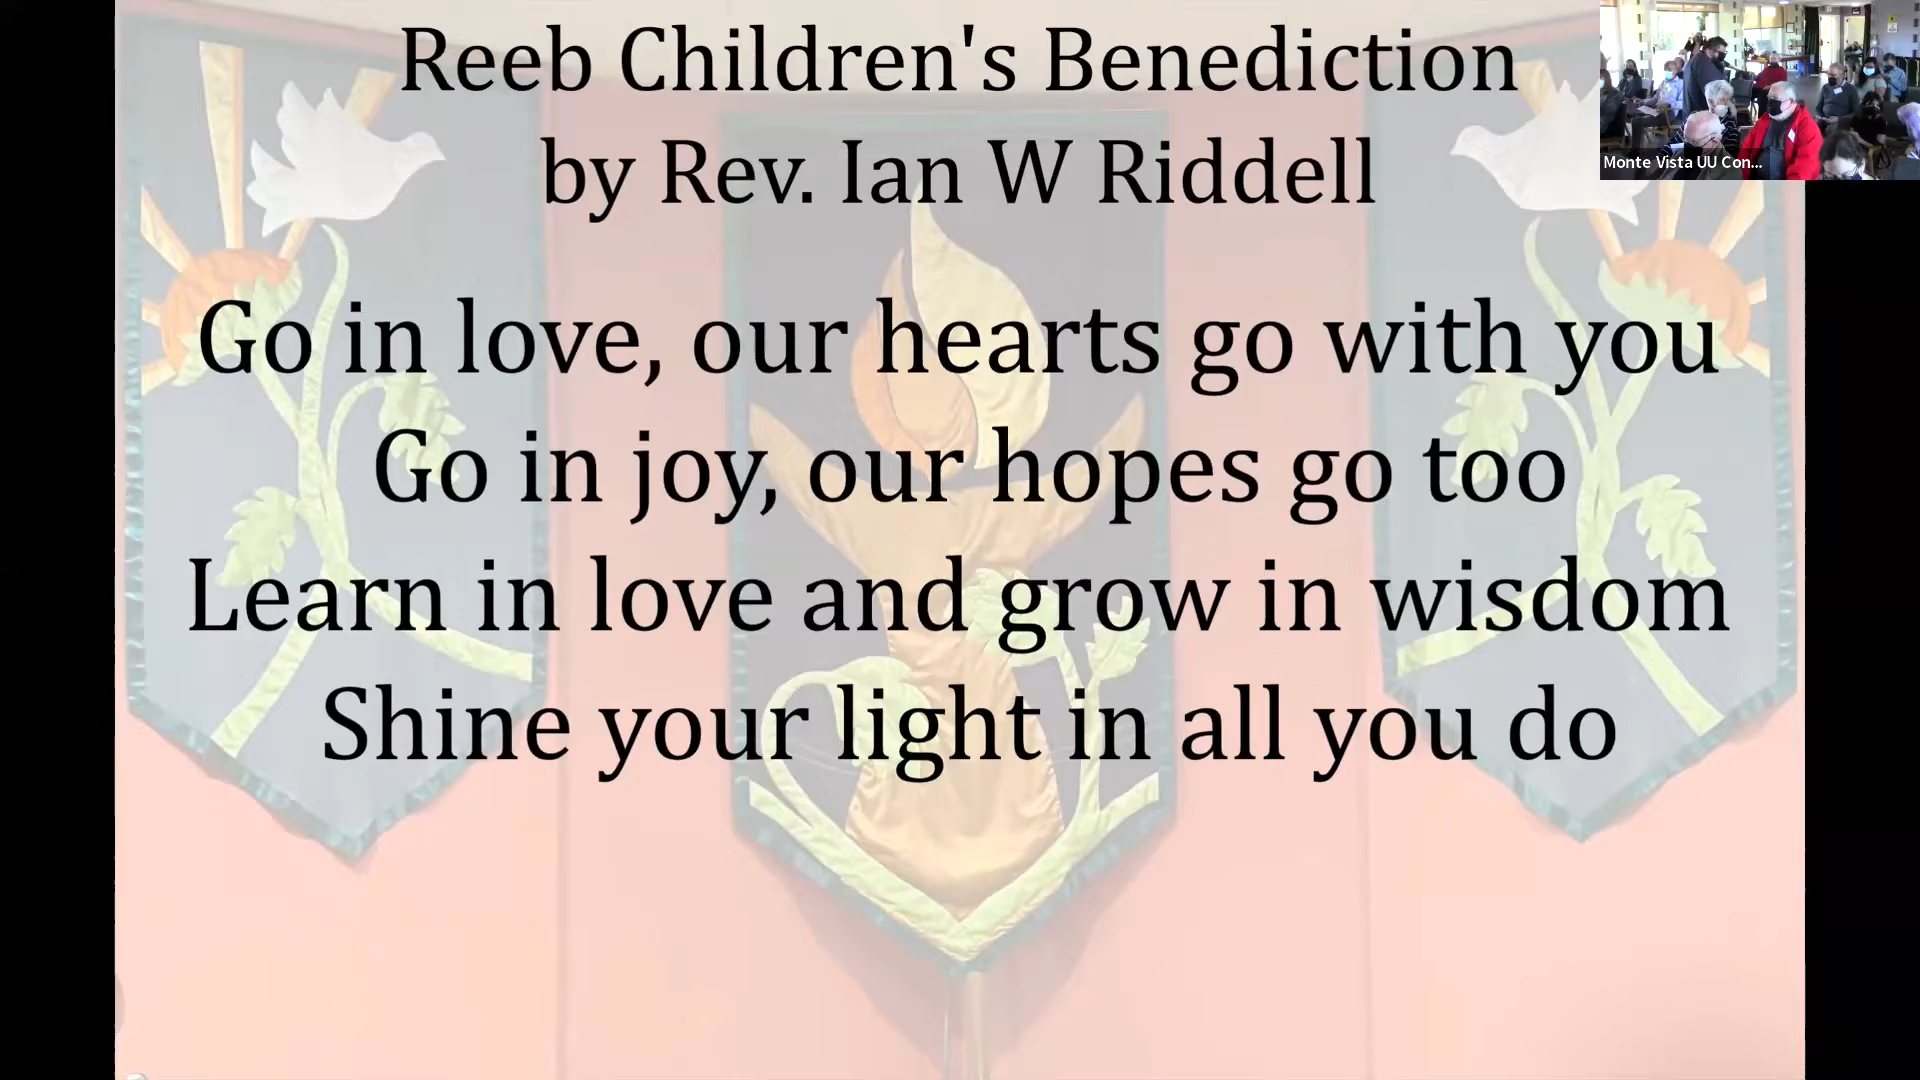 Reeb Children's Benediction
by Rev. Ian W Riddell
Go in love, our hearts go with you
Go in joy, our hopes go too
Learn in love and grow in wisdom
Shine your light in all you do
Monte Vista UU Con...